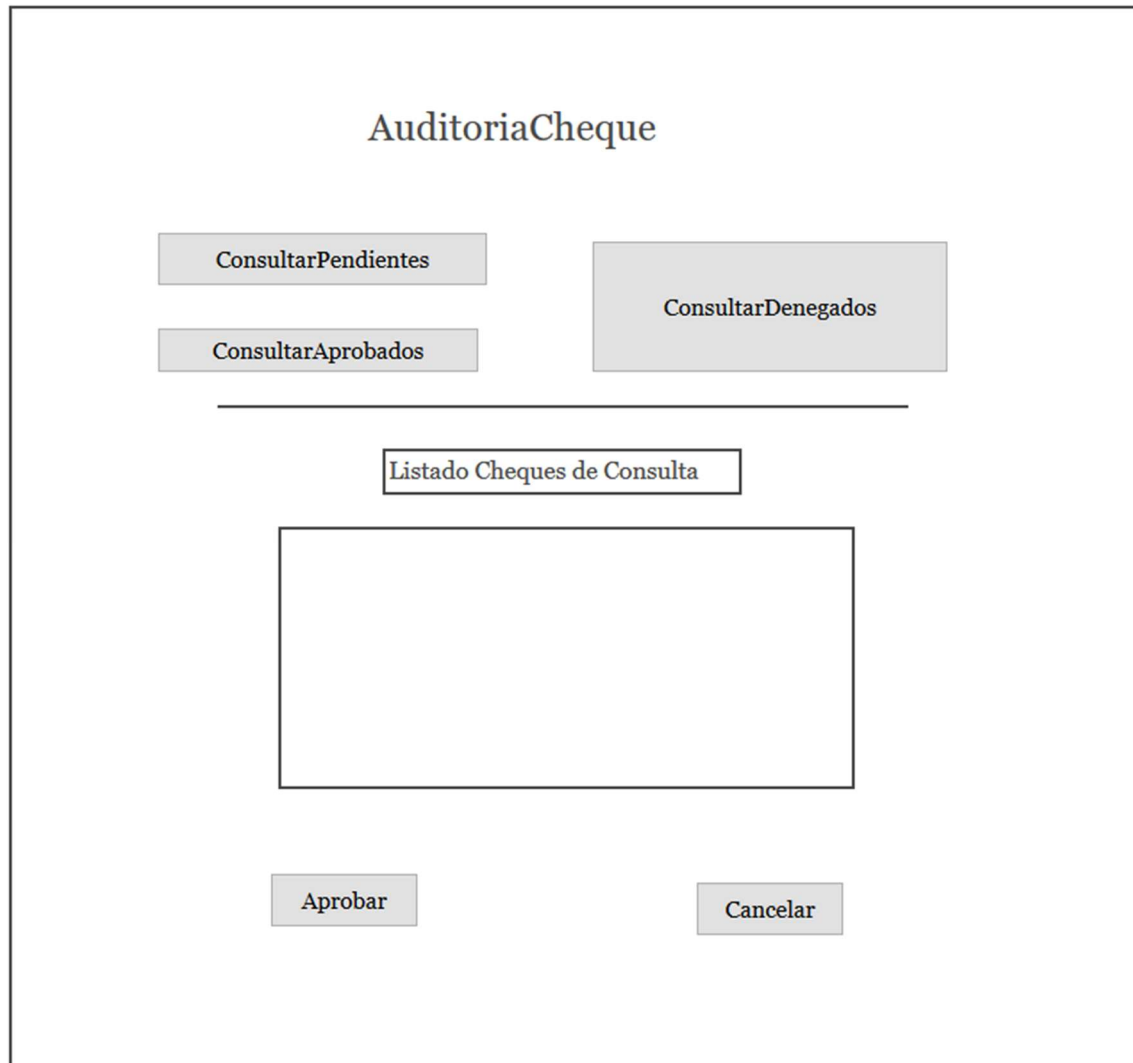 AuditoriaCheque
ConsultarPendientes
ConsultarDenegados
ConsultarAprobados
Listado Cheques de Consulta
Aprobar
Cancelar